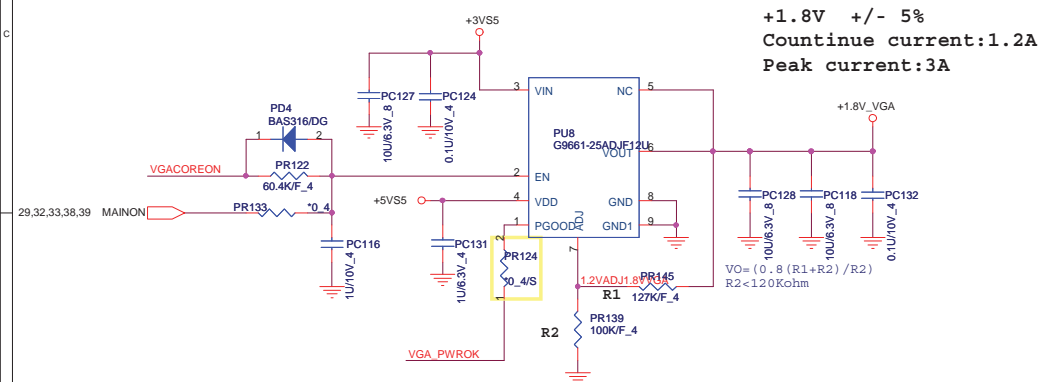 +1.8V +/- 5%
Countinue current:1.2A
Peak current:3A
C
+3VS5
3
VIN
NC
5
PC127
10U/6.3V_8
PC124
0.1U/10V_4
+1.8V_VGA
PD4
BAS316/DG
1
2
PU8
G9661-25ADJF12U
VOUT
6
VGACOREON
PR122
60.4K/F_4
2
EN
PC128
10U/6.3V_8
PC118
10U/6.3V_8
PC132
0.1U/10V_4
29,32,33,38,39
MAINON
PR133
*0_4
+5VS5
4
VDD
GND
8
1
PGOOD
ADJ
GND1
9
PC116
1U/10V_4
PC131
1U/6.3V_4
2
PR124
*0_4/S
1
7
1.2VADJ1.8VVGA
PR145
R1
127K/F_4
VO=(0.8(R1+R2)/R2)
R2<120Kohm
R2
PR139
100K/F_4
VGA_PWROK